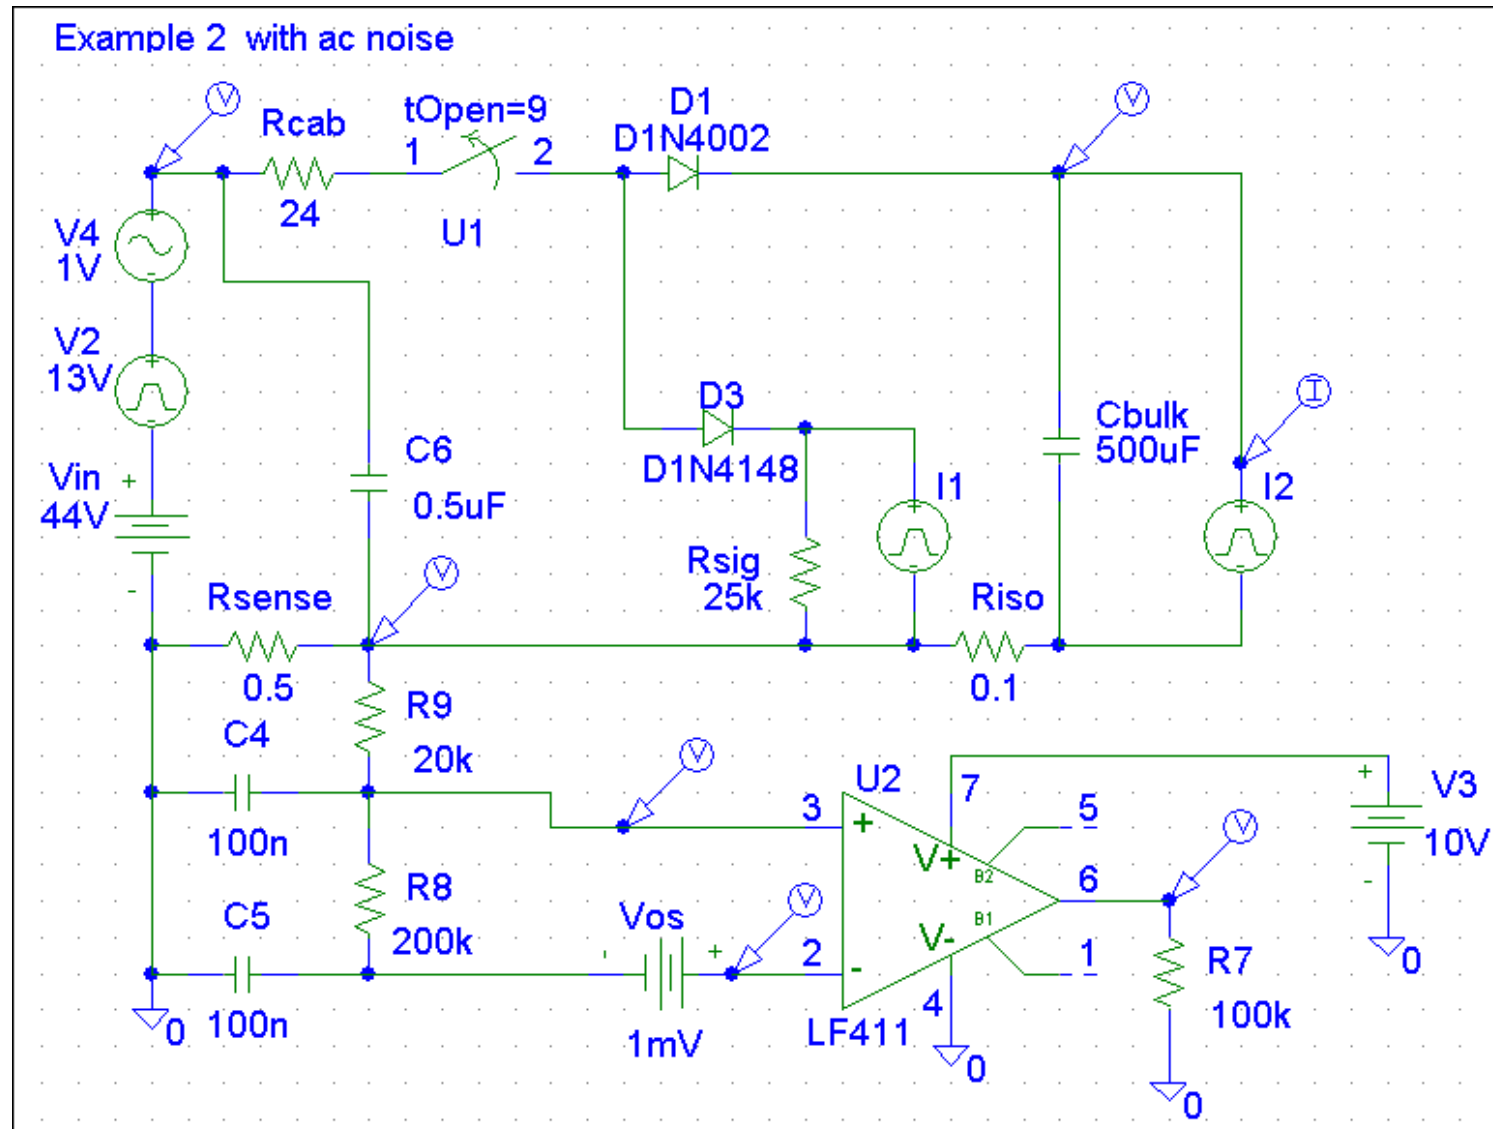 Example 2 with ac noise
V
Rcab
24
tOpen=9
1
2
U1
D1
D1N4002
V
V4
1V
+
-
V2
13V
+
-
Vin
44V
+
-
C6
0.5uF
D3
D1N4148
Cbulk
500uF
I
I1
+
-
I2
+
-
Rsense
0.5
V
Rsig
25k
Riso
0.1
R9
20k
C4
100n
V
U2
3
+
7
V+
5
B2
6
V
V3
10V
+
-
0
R8
200k
C5
100n
0
Vos
-
+
1mV
V
2
-
V-
B1
1
4
LF411
0
R7
100k
0